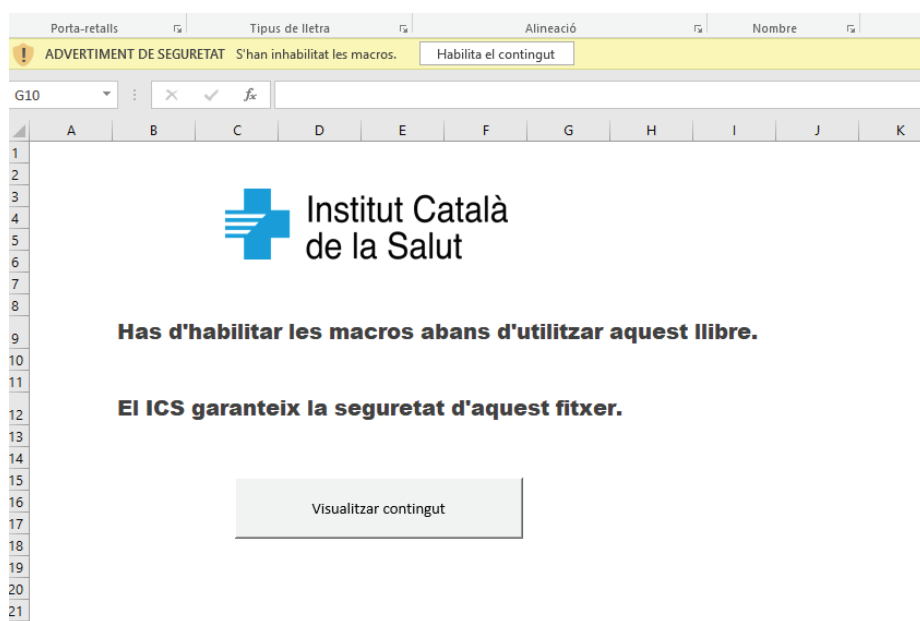 Porta-retalls Tipus de lletra Alineació Nombre
ADVERTIMENT DE SEGURETAT S'han inhabilitat les macros. Habilita el contingut
G10 fx
A B C D E F G H I J K
1
2
3
4
5
6
7
8
9
10
11
12
13
14
15
16
17
18
19
20
21
Institut Català
de la Salut
Has d'habilitar les macros abans d'utilitzar aquest llibre.
El ICS garanteix la seguretat d'aquest fitxer.
Visualitzar contingut